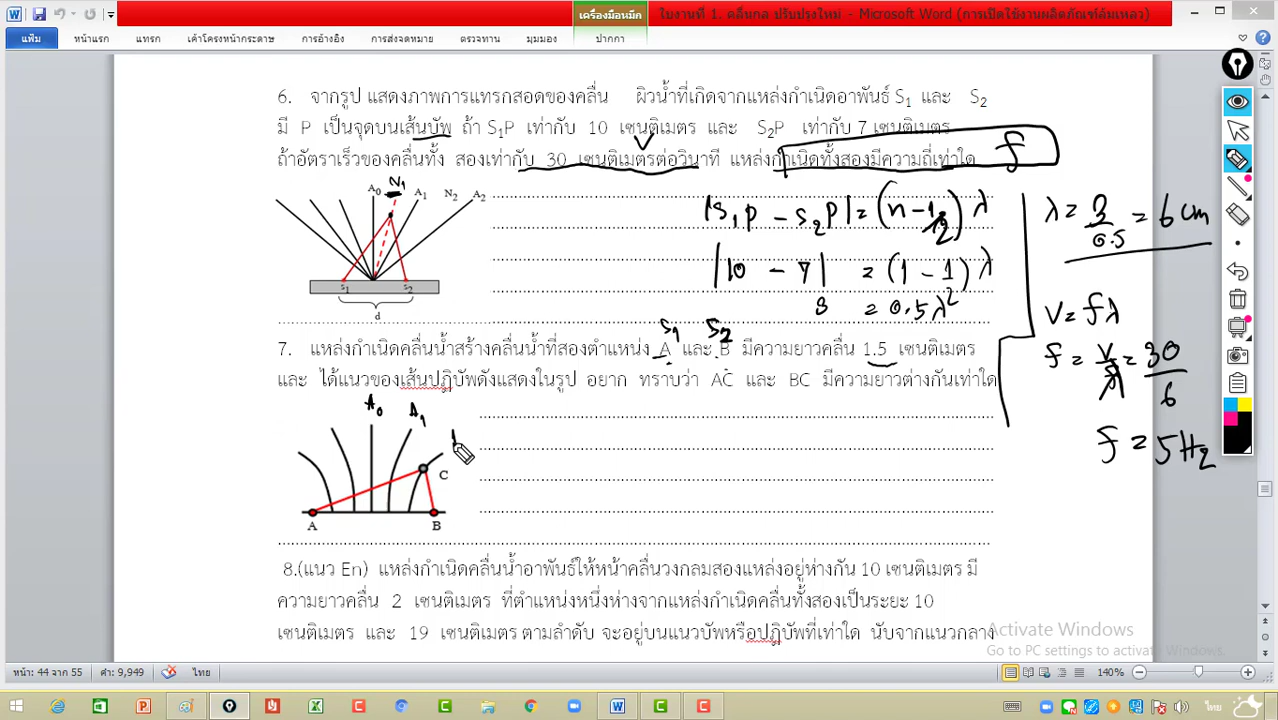 เครื่องมือหมึก
ใบงานที่ 1. คลื่นกล ปรับปรุงใหม่ - Microsoft Word (การเปิดใช้งานผลิตภัณฑ์ล้มเหลว)
แฟ้ม หน้าแรก แทรก เค้าโครงหน้ากระดาษ การอ้างอิง การส่งจดหมาย ตรวจทาน มุมมอง ปากกา
6. จากรูป แสดงภาพการแทรกสอดของคลื่น ผิวน้ำที่เกิดจากแหล่งกำเนิดอาพันธ์ S₁ และ S₂
มี P เป็นจุดบนเส้นบัพ ถ้า S₁P เท่ากับ 10 เซนติเมตร และ S₂P เท่ากับ 7 เซนติเมตร
V
ถ้าอัตราเร็วของคลื่นทั้ง สองเท่ากับ 30 เซนติเมตรต่อวินาที แหล่งกำเนิดทั้งสองมีความถี่เท่าใด f
N₁
A₀ A₁ N₂ A₂
S₁ S₂
d
|S₁P - S₂P| = (n - 1/2) λ
|10 - 7| = (1 - 1/2) λ
3 = 0.5 λ
λ = 3/0.5 = 6 cm
V = fλ
f = V/λ = 30/6
f = 5 Hz
S₁ S₂
7. แหล่งกำเนิดคลื่นน้ำสร้างคลื่นน้ำที่สองตำแหน่ง A และ B มีความยาวคลื่น 1.5 เซนติเมตร
และ ได้แนวของเส้นปฏิบัพดังแสดงในรูป อยาก ทราบว่า AC และ BC มีความยาวต่างกันเท่าใด
A₀ A₁
C
A B
8.(แนว En) แหล่งกำเนิดคลื่นน้ำอาพันธ์ให้หน้าคลื่นวงกลมสองแหล่งอยู่ห่างกัน 10 เซนติเมตร มี
ความยาวคลื่น 2 เซนติเมตร ที่ตำแหน่งหนึ่งห่างจากแหล่งกำเนิดคลื่นทั้งสองเป็นระยะ 10
เซนติเมตร และ 19 เซนติเมตร ตามลำดับ จะอยู่บนแนวบัพหรือปฏิบัพที่เท่าใด นับจากแนวกลาง
Activate Windows
Go to PC settings to activate Windows.
หน้า: 44 จาก 55 คำ: 9,949 ไทย 140%
ไทย